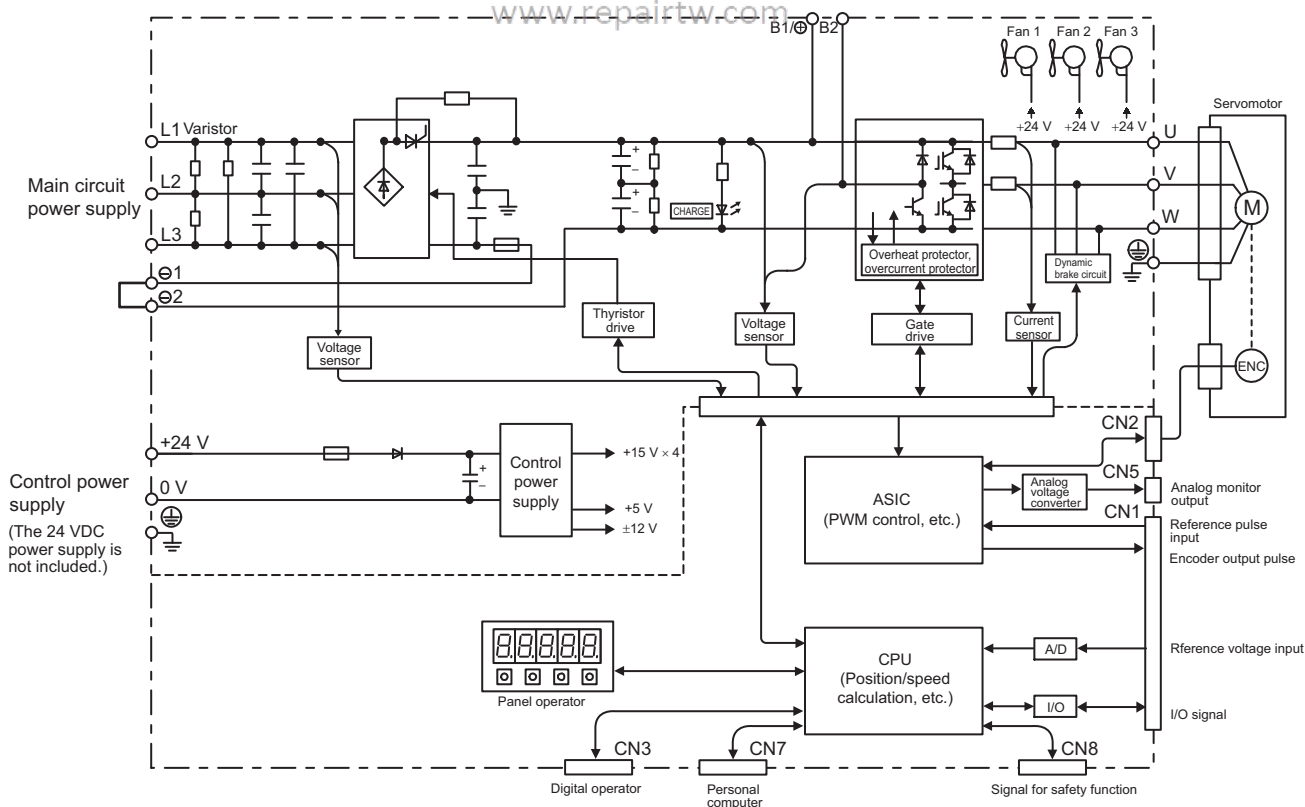 www.repairtw.com
B1/⊕ B2
Fan 1 Fan 2 Fan 3
+24 V +24 V +24 V
Servomotor
L1 Varistor
L2
L3
Main circuit
power supply
⊖1
⊖2
CHARGE
Overheat protector,
overcurrent protector
U
V
W
M
Dynamic
brake circuit
Thyristor
drive
Voltage
sensor
Voltage
sensor
Gate
drive
Current
sensor
ENC
+24 V
0 V
Control power
supply
(The 24 VDC
power supply is
not included.)
+
–
+
–
+
–
Control
power
supply
+15 V × 4
+5 V
±12 V
ASIC
(PWM control, etc.)
Analog
voltage
converter
CN2
CN5
CN1
Analog monitor
output
Reference pulse
input
Encoder output pulse
CPU
(Position/speed
calculation, etc.)
A/D
I/O
Rference voltage input
I/O signal
8.8.8.8.8.
Panel operator
CN3
CN7
CN8
Digital operator
Personal
computer
Signal for safety function